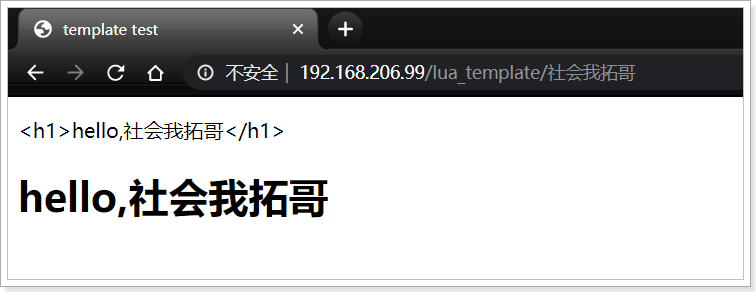 template test
不安全 | 192.168.206.99/lua_template/社会我拓哥
<h1>hello,社会我拓哥</h1>
hello,社会我拓哥